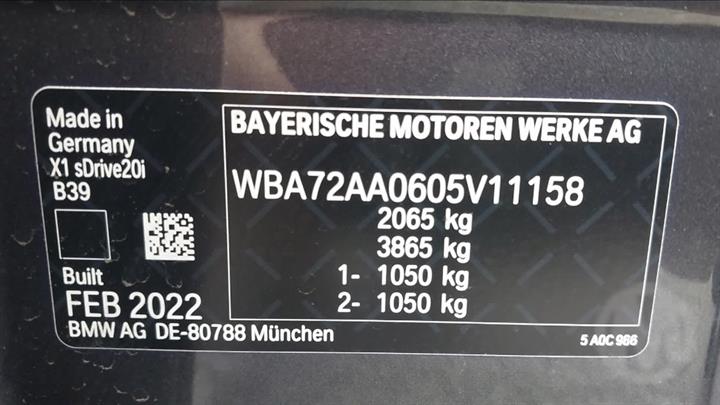 Made in
Germany
X1 sDrive20i
B39
Built
FEB 2022
BMW AG DE-80788 München
BAYERISCHE MOTOREN WERKE AG
WBA72AA0605V11158
2065 kg
3865 kg
1- 1050 kg
2- 1050 kg
5 A0C 986